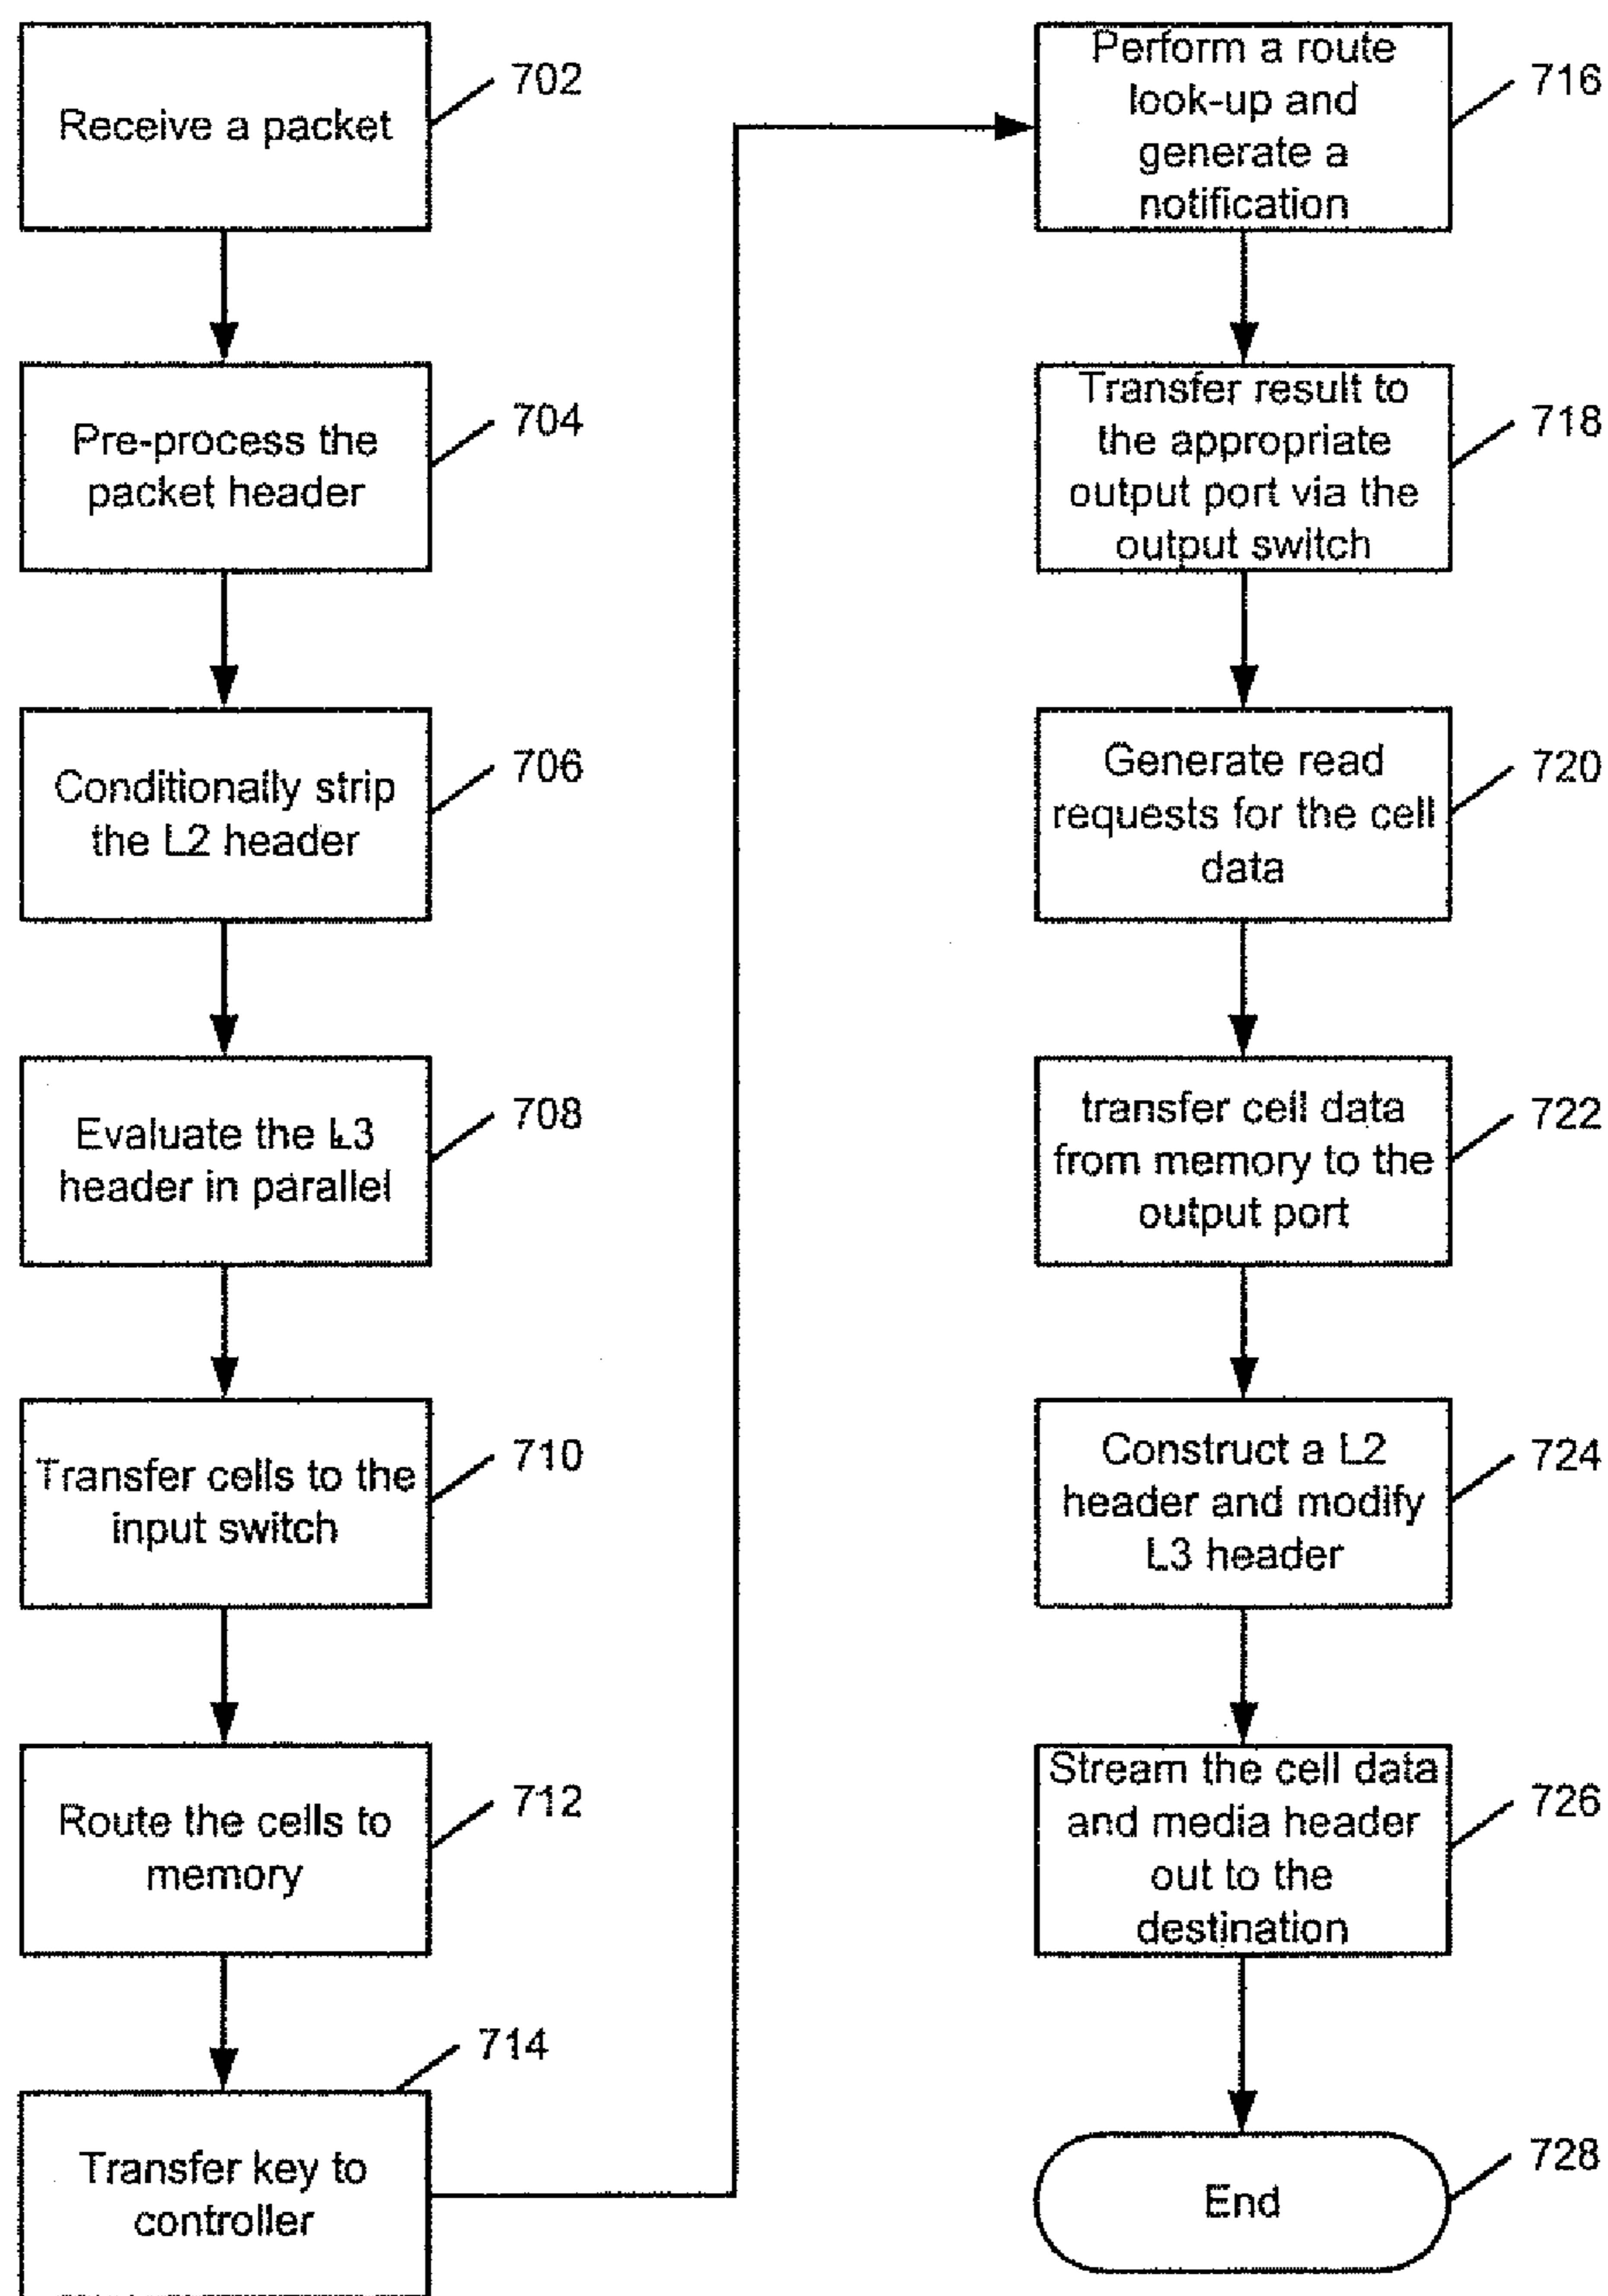 Receive a packet
702
Pre-process the
packet header
704
Conditionally strip
the L2 header
706
Evaluate the L3
header in parallel
708
Transfer cells to the
input switch
710
Route the cells to
memory
712
Transfer key to
controller
714
Perform a route
look-up and
generate a
notification
716
Transfer result to
the appropriate
output port via the
output switch
718
Generate read
requests for the cell
data
720
transfer cell data
from memory to the
output port
722
Construct a L2
header and modify
L3 header
724
Stream the cell data
and media header
out to the
destination
726
End
728